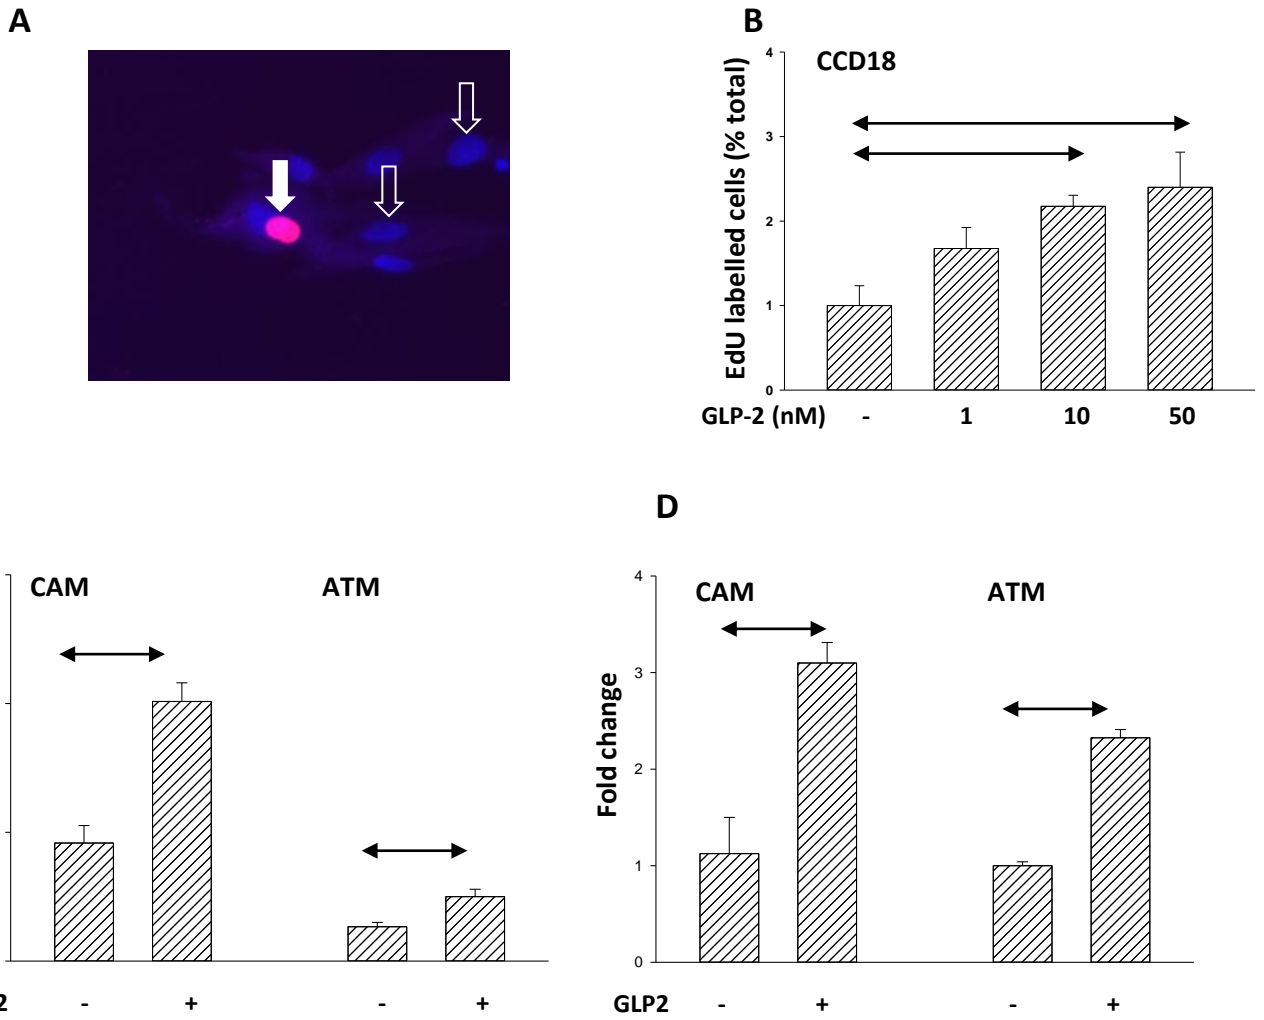 A
B
CCD18
EdU labelled cells (% total)
4
3
2
1
0
GLP-2 (nM) - 1 10 50
CAM ATM
2 - + - +
D
CAM ATM
Fold change
4
3
2
1
0
GLP2 - + - +